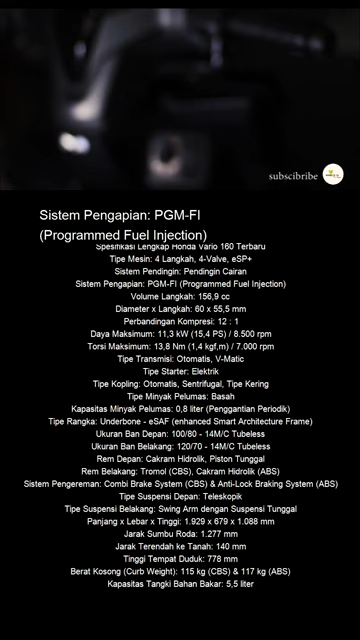 subscibribe
Sistem Pengapian: PGM-FI
(Programmed Fuel Injection)
Spesifikasi Lengkap Honda Vario 160 Terbaru
Tipe Mesin: 4 Langkah, 4-Valve, eSP+
Sistem Pendingin: Pendingin Cairan
Sistem Pengapian: PGM-FI (Programmed Fuel Injection)
Volume Langkah: 156,9 cc
Diameter x Langkah: 60 x 55,5 mm
Perbandingan Kompresi: 12 : 1
Daya Maksimum: 11,3 kW (15,4 PS) / 8.500 rpm
Torsi Maksimum: 13,8 Nm (1,4 kgf,m) / 7.000 rpm
Tipe Transmisi: Otomatis, V-Matic
Tipe Starter: Elektrik
Tipe Kopling: Otomatis, Sentrifugal, Tipe Kering
Tipe Minyak Pelumas: Basah
Kapasitas Minyak Pelumas: 0,8 liter (Penggantian Periodik)
Tipe Rangka: Underbone - eSAF (enhanced Smart Architecture Frame)
Ukuran Ban Depan: 100/80 - 14M/C Tubeless
Ukuran Ban Belakang: 120/70 - 14M/C Tubeless
Rem Depan: Cakram Hidrolik, Piston Tunggal
Rem Belakang: Tromol (CBS), Cakram Hidrolik (ABS)
Sistem Pengereman: Combi Brake System (CBS) & Anti-Lock Braking System (ABS)
Tipe Suspensi Depan: Teleskopik
Tipe Suspensi Belakang: Swing Arm dengan Suspensi Tunggal
Panjang x Lebar x Tinggi: 1.929 x 679 x 1.088 mm
Jarak Sumbu Roda: 1.277 mm
Jarak Terendah ke Tanah: 140 mm
Tinggi Tempat Duduk: 778 mm
Berat Kosong (Curb Weight): 115 kg (CBS) & 117 kg (ABS)
Kapasitas Tangki Bahan Bakar: 5,5 liter